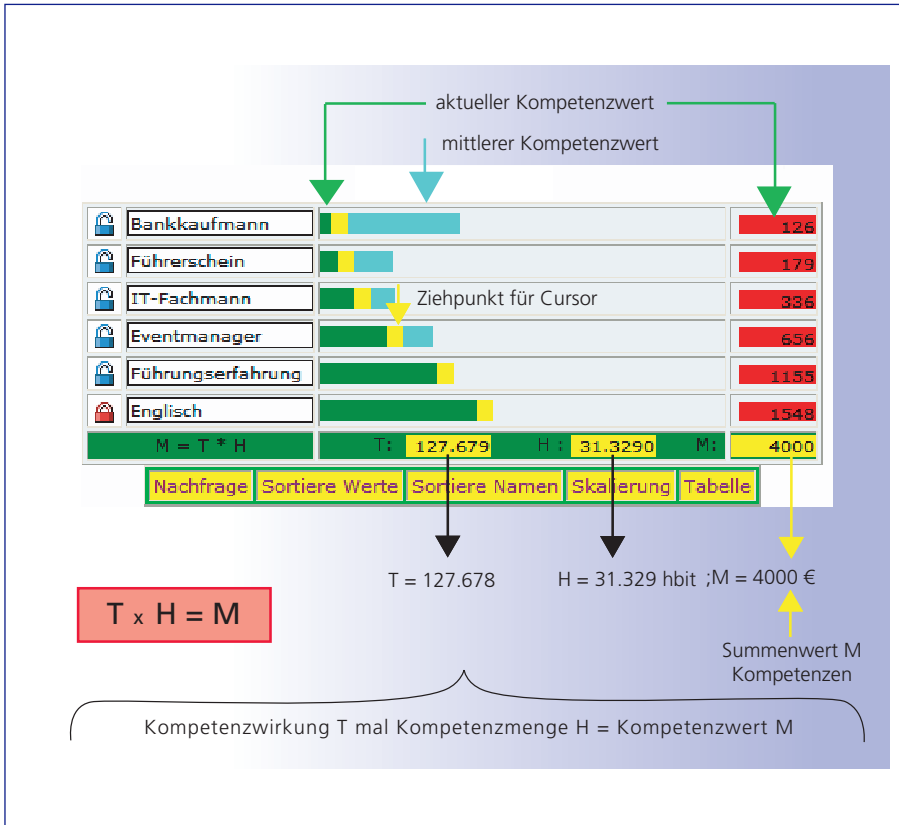 aktueller Kompetenzwert
mittlerer Kompetenzwert
Bankkaufmann 126
Führerschein 179
IT-Fachmann Ziehpunkt für Cursor 336
Eventmanager 656
Führungserfahrung 1155
Englisch 1548
M = T * H T: 127.679 H : 31.3290 M: 4000
Nachfrage Sortiere Werte Sortiere Namen Skalierung Tabelle
T = 127.678 H = 31.329 hbit ;M = 4000 €
T x H = M
Summenwert M
Kompetenzen
Kompetenzwirkung T mal Kompetenzmenge H = Kompetenzwert M